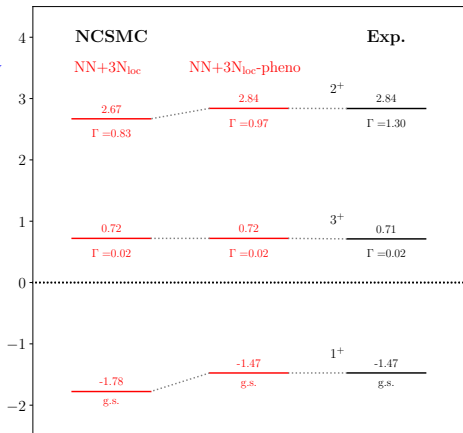 4
NCSMC Exp.
NN+3N_loc NN+3N_loc-pheno
2+
3
2.67 2.84 2.84
Γ =0.83 Γ =0.97 Γ =1.30
2
3+
1
0.72 0.72 0.71
Γ =0.02 Γ =0.02 Γ =0.02
0
−1
1+
-1.78 -1.47 -1.47
g.s. g.s. g.s.
−2